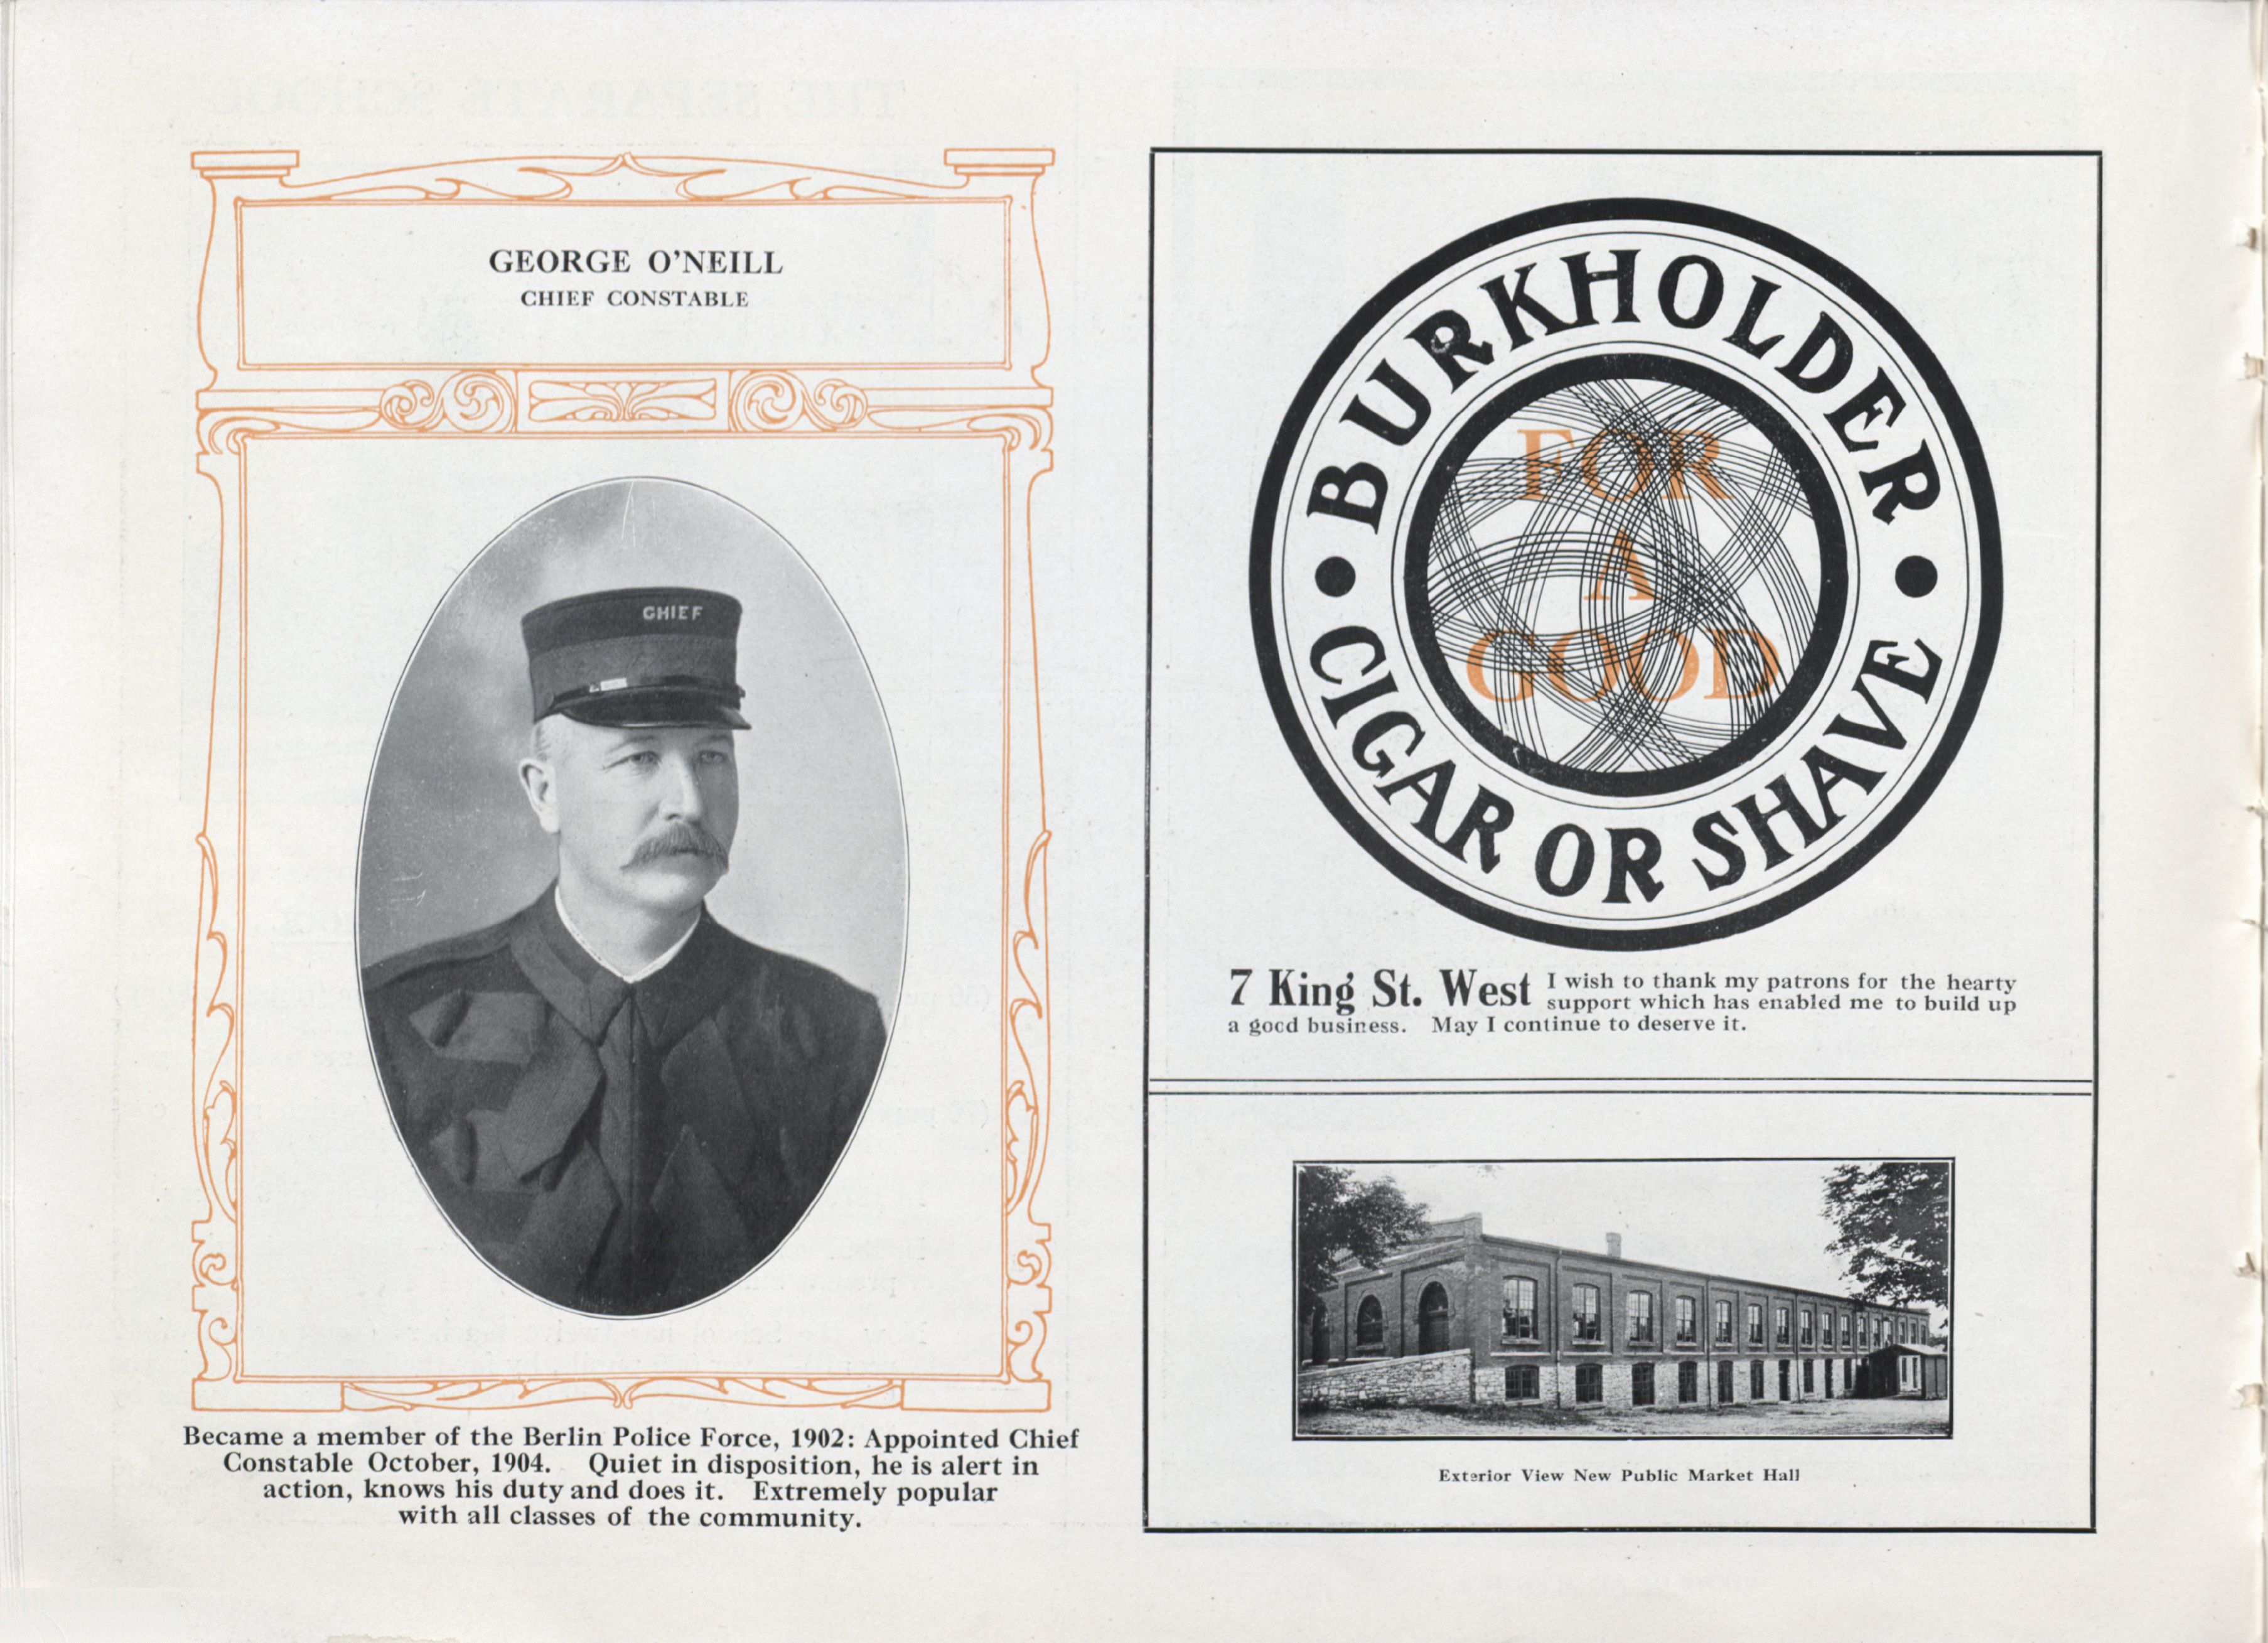 GEORGE O'NEILL
CHIEF CONSTABLE
CHIEF
Became a member of the Berlin Police Force, 1902: Appointed Chief
Constable October, 1904. Quiet in disposition, he is alert in
action, knows his duty and does it. Extremely popular
with all classes of the community.
BURKHOLDER
FOR
A
GOOD
CIGAR OR SHAVE
7 King St. West I wish to thank my patrons for the hearty
support which has enabled me to build up
a good business. May I continue to deserve it.
Exterior View New Public Market Hall
THE SEPARATE SCHOOL